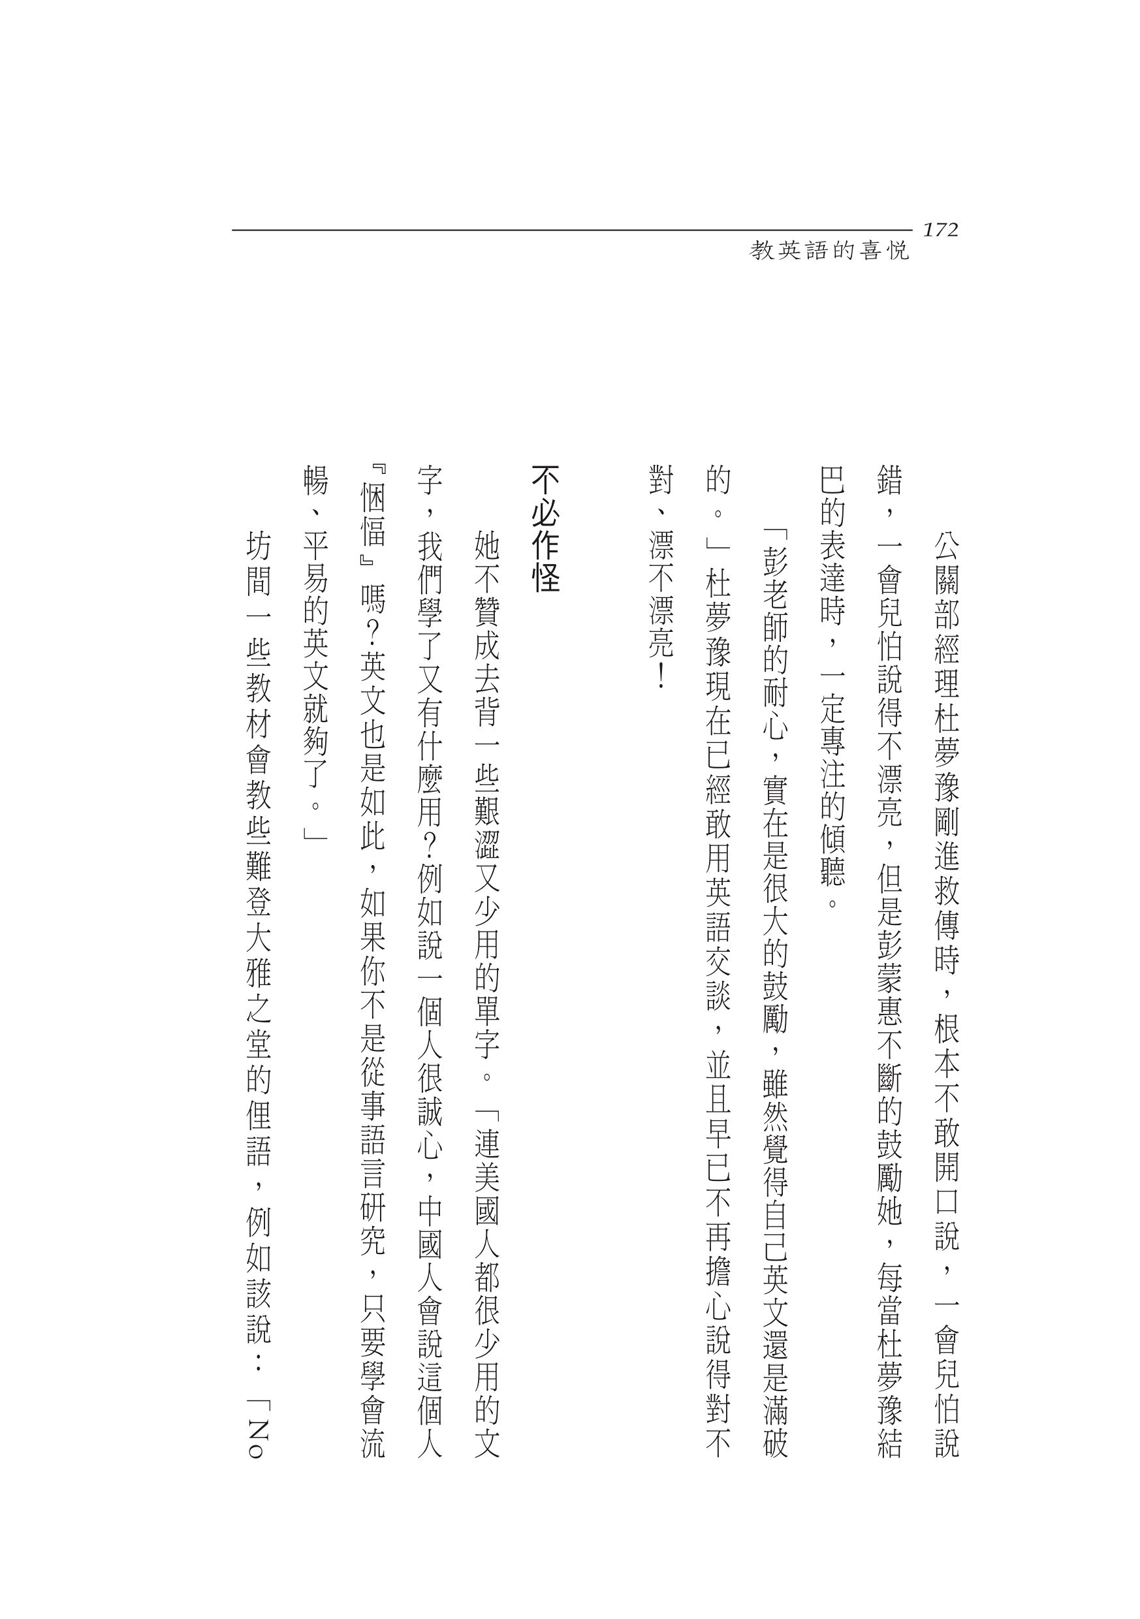 172
教英語的喜悅
公關部經理杜夢豫剛進救傳時，根本不敢開口說，一會兒怕說
錯，一會兒怕說得不漂亮，但是彭蒙惠不斷的鼓勵她，每當杜夢豫結
巴的表達時，一定專注的傾聽。
「彭老師的耐心，實在是很大的鼓勵，雖然覺得自己英文還是滿破
的。」杜夢豫現在已經敢用英語交談，並且早已不再擔心說得對不
對、漂不漂亮！
不必作怪
她不贊成去背一些艱澀又少用的單字。「連美國人都很少用的文
字，我們學了又有什麼用？例如說一個人很誠心，中國人會說這個人
『悃愊』嗎？英文也是如此，如果你不是從事語言研究，只要學會流
暢、平易的英文就夠了。」
坊間一些教材會教些難登大雅之堂的俚語，例如該說：「No